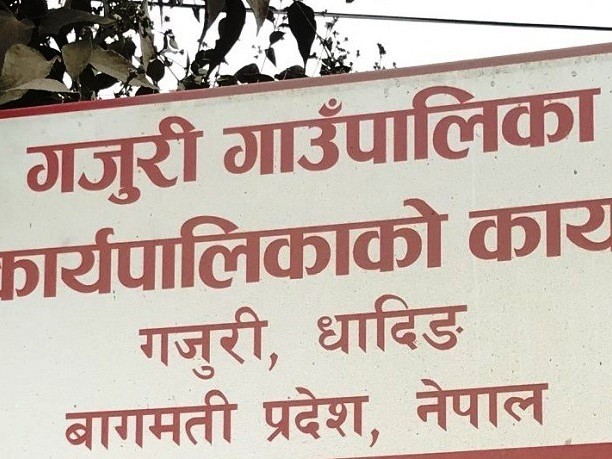 गजुरी गाउँपालिका
कार्यपालिकाको कार्य
गजुरी, धादिङ
बागमती प्रदेश, नेपाल